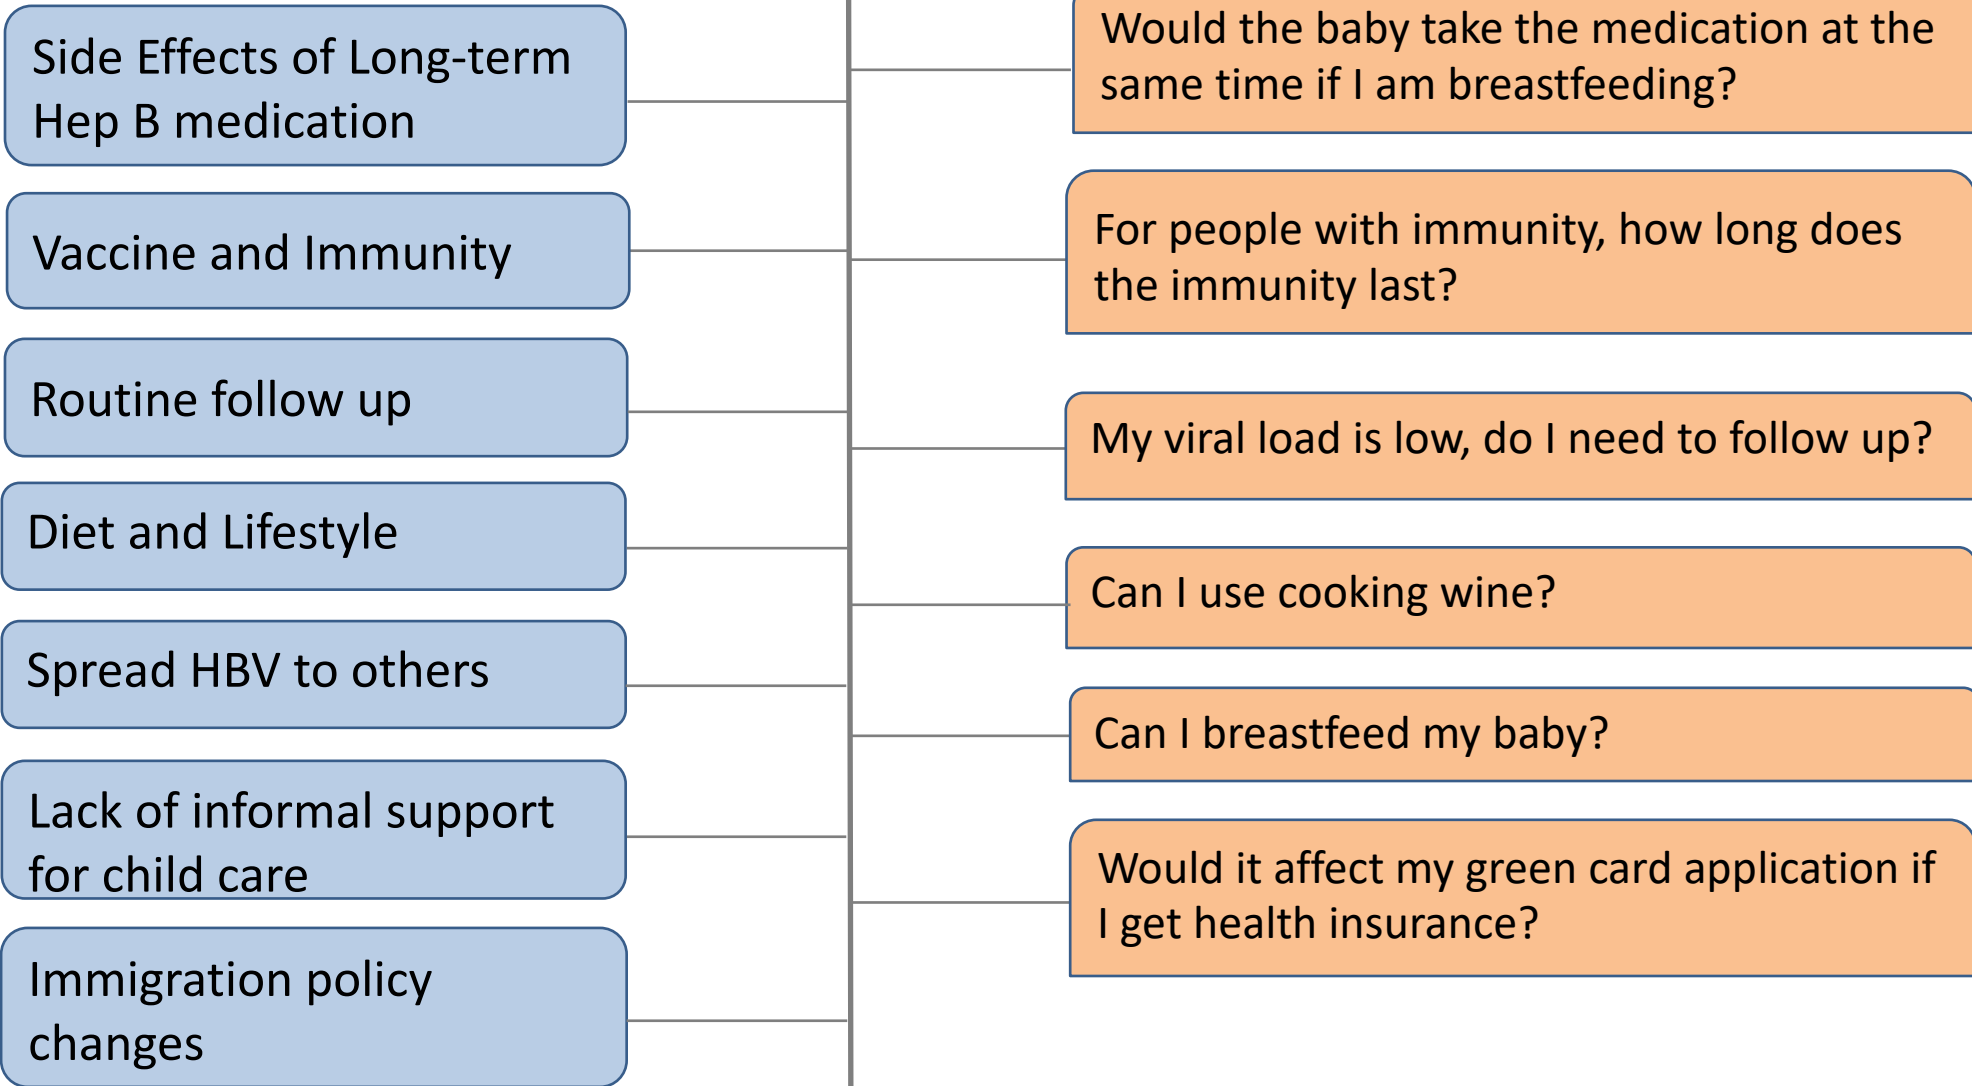 Side Effects of Long-term
Hep B medication
Vaccine and Immunity
Routine follow up
Diet and Lifestyle
Spread HBV to others
Lack of informal support
for child care
Immigration policy
changes
Would the baby take the medication at the
same time if I am breastfeeding?
For people with immunity, how long does
the immunity last?
My viral load is low, do I need to follow up?
Can I use cooking wine?
Can I breastfeed my baby?
Would it affect my green card application if
I get health insurance?